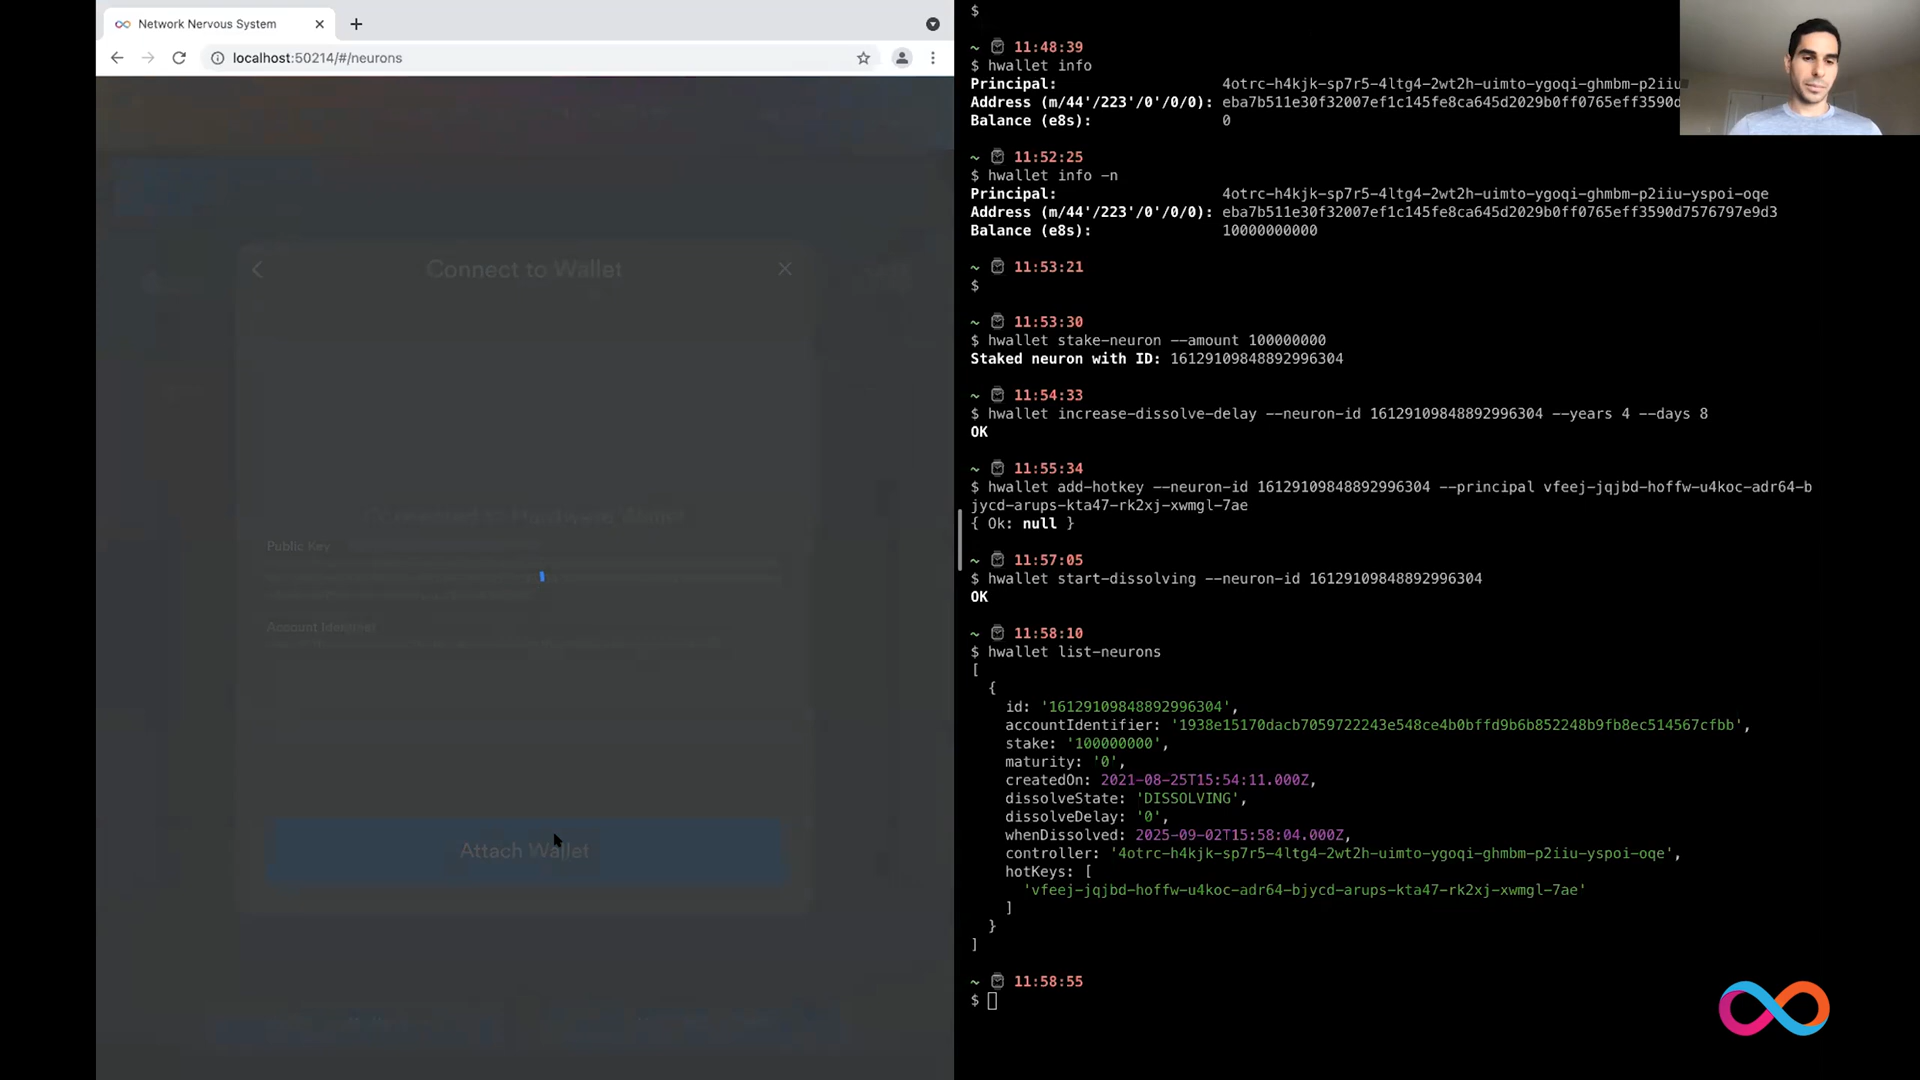 Network Nervous System
localhost:50214/#/neurons
Connect to Wallet
Public Key
Account Identifier
Attach Wallet
$
~ 11:48:39
$ hwallet info
Principal: 4otrc-h4kjk-sp7r5-4ltg4-2wt2h-uimto-ygoqi-ghmbm-p2iiu
Address (m/44'/223'/0'/0/0): eba7b511e30f32007ef1c145fe8ca645d2029b0ff0765eff3590d
Balance (e8s): 0
~ 11:52:25
$ hwallet info -n
Principal: 4otrc-h4kjk-sp7r5-4ltg4-2wt2h-uimto-ygoqi-ghmbm-p2iiu-yspoi-oqe
Address (m/44'/223'/0'/0/0): eba7b511e30f32007ef1c145fe8ca645d2029b0ff0765eff3590d7576797e9d3
Balance (e8s): 10000000000
~ 11:53:21
$
~ 11:53:30
$ hwallet stake-neuron --amount 100000000
Staked neuron with ID: 16129109848892996304
~ 11:54:33
$ hwallet increase-dissolve-delay --neuron-id 16129109848892996304 --years 4 --days 8
OK
~ 11:55:34
$ hwallet add-hotkey --neuron-id 16129109848892996304 --principal vfeej-jqjbd-hoffw-u4koc-adr64-b
jycd-arups-kta47-rk2xj-xwmgl-7ae
{ Ok: null }
~ 11:57:05
$ hwallet start-dissolving --neuron-id 16129109848892996304
OK
~ 11:58:10
$ hwallet list-neurons
[
{
id: '16129109848892996304',
accountIdentifier: '1938e15170dacb7059722243e548ce4b0bffd9b6b852248b9fb8ec514567cfbb',
stake: '100000000',
maturity: '0',
createdOn: 2021-08-25T15:54:11.000Z,
dissolveState: 'DISSOLVING',
dissolveDelay: '0',
whenDissolved: 2025-09-02T15:58:04.000Z,
controller: '4otrc-h4kjk-sp7r5-4ltg4-2wt2h-uimto-ygoqi-ghmbm-p2iiu-yspoi-oqe',
hotKeys: [
'vfeej-jqjbd-hoffw-u4koc-adr64-bjycd-arups-kta47-rk2xj-xwmgl-7ae'
]
}
]
~ 11:58:55
$